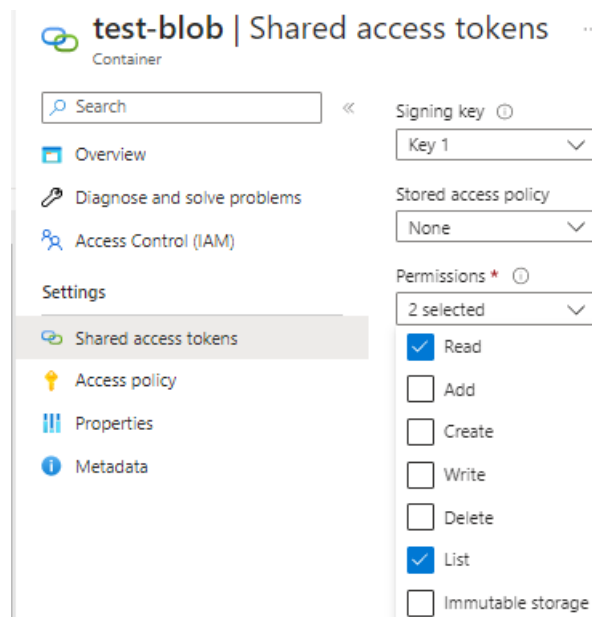 test-blob | Shared access tokens ...
Container
Search
Overview
Diagnose and solve problems
Access Control (IAM)
Settings
Shared access tokens
Access policy
Properties
Metadata
Signing key
Key 1
Stored access policy
None
Permissions *
2 selected
Read
Add
Create
Write
Delete
List
Immutable storage